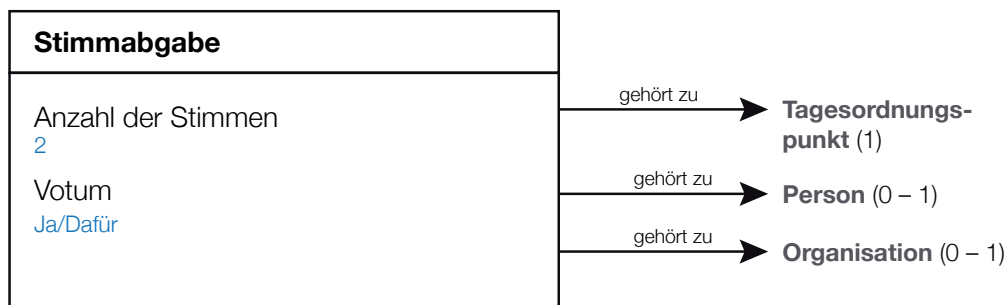 Stimmabgabe
Anzahl der Stimmen
2
Votum
Ja/Dafür
gehört zu
Tagesordnungs-
punkt (1)
gehört zu
Person (0 – 1)
gehört zu
Organisation (0 – 1)